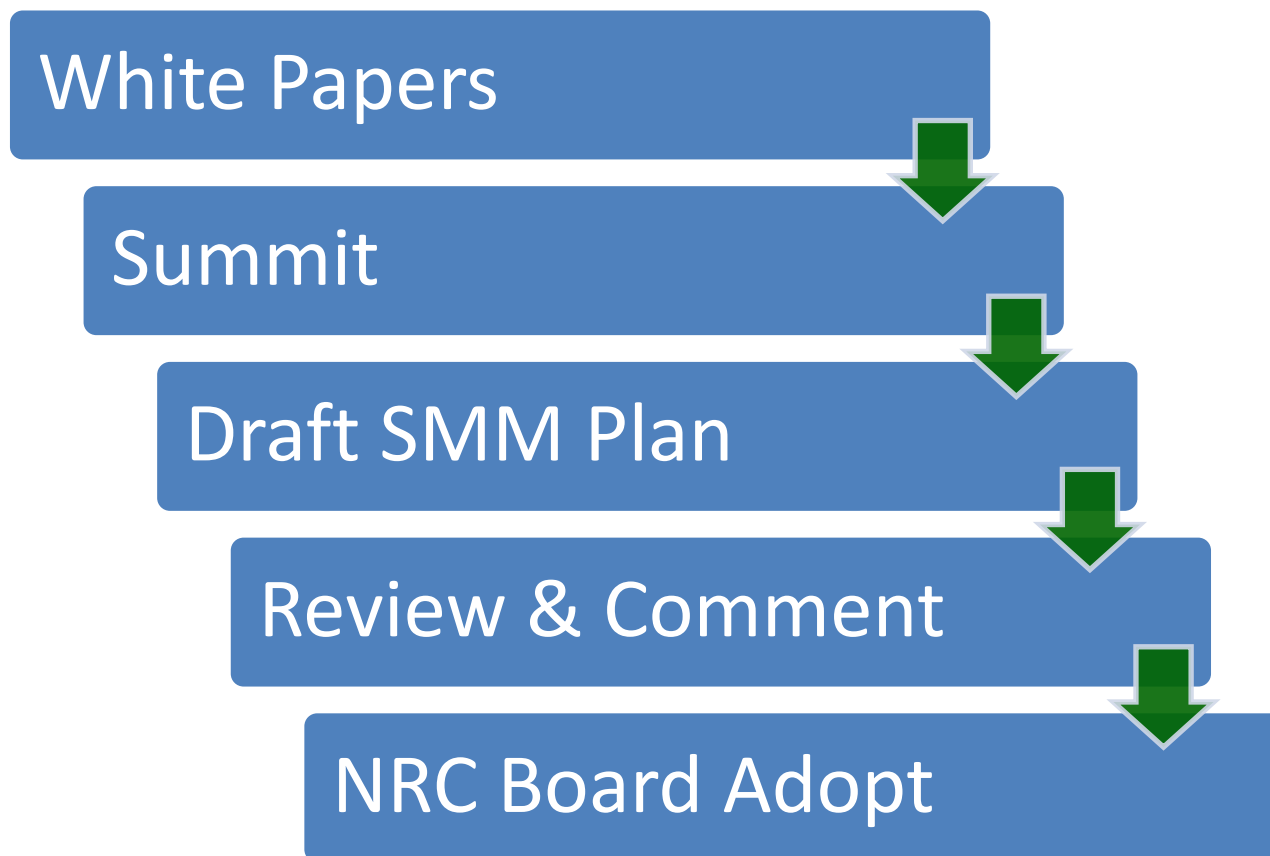 White Papers
Summit
Draft SMM Plan
Review & Comment
NRC Board Adopt